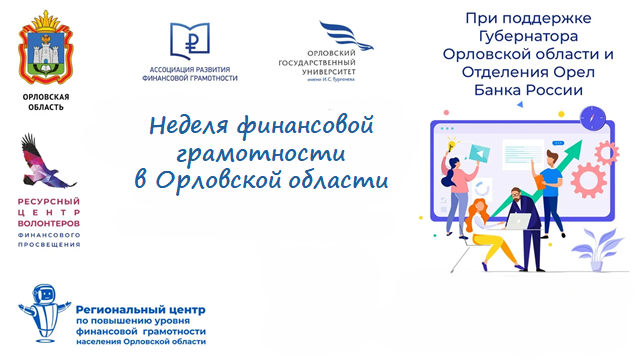 ОРЛОВСКАЯ
ОБЛАСТЬ
АССОЦИАЦИЯ РАЗВИТИЯ
ФИНАНСОВОЙ ГРАМОТНОСТИ
ОРЛОВСКИЙ
ГОСУДАРСТВЕННЫЙ
УНИВЕРСИТЕТ
имени И.С. Тургенева
При поддержке
Губернатора
Орловской области и
Отделения Орел
Банка России
Неделя финансовой
грамотности
в Орловской области
РЕСУРСНЫЙ
ЦЕНТР
ВОЛОНТЕРОВ
ФИНАНСОВОГО
ПРОСВЕЩЕНИЯ
Региональный центр
по повышению уровня
финансовой грамотности
населения Орловской области